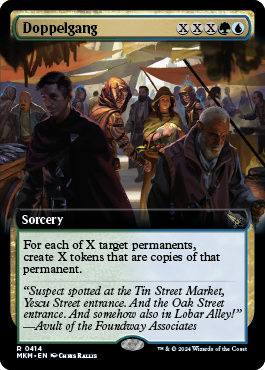 Doppelgang XXX
Sorcery
For each of X target permanents,
create X tokens that are copies of that
permanent.
“Suspect spotted at the Tin Street Market,
Yescu Street entrance. And the Oak Street
entrance. And somehow also in Lobar Alley!”
—Avult of the Foundway Associates
R 0414
MKM • EN CHRIS RALLIS
™ & © 2024 Wizards of the Coast